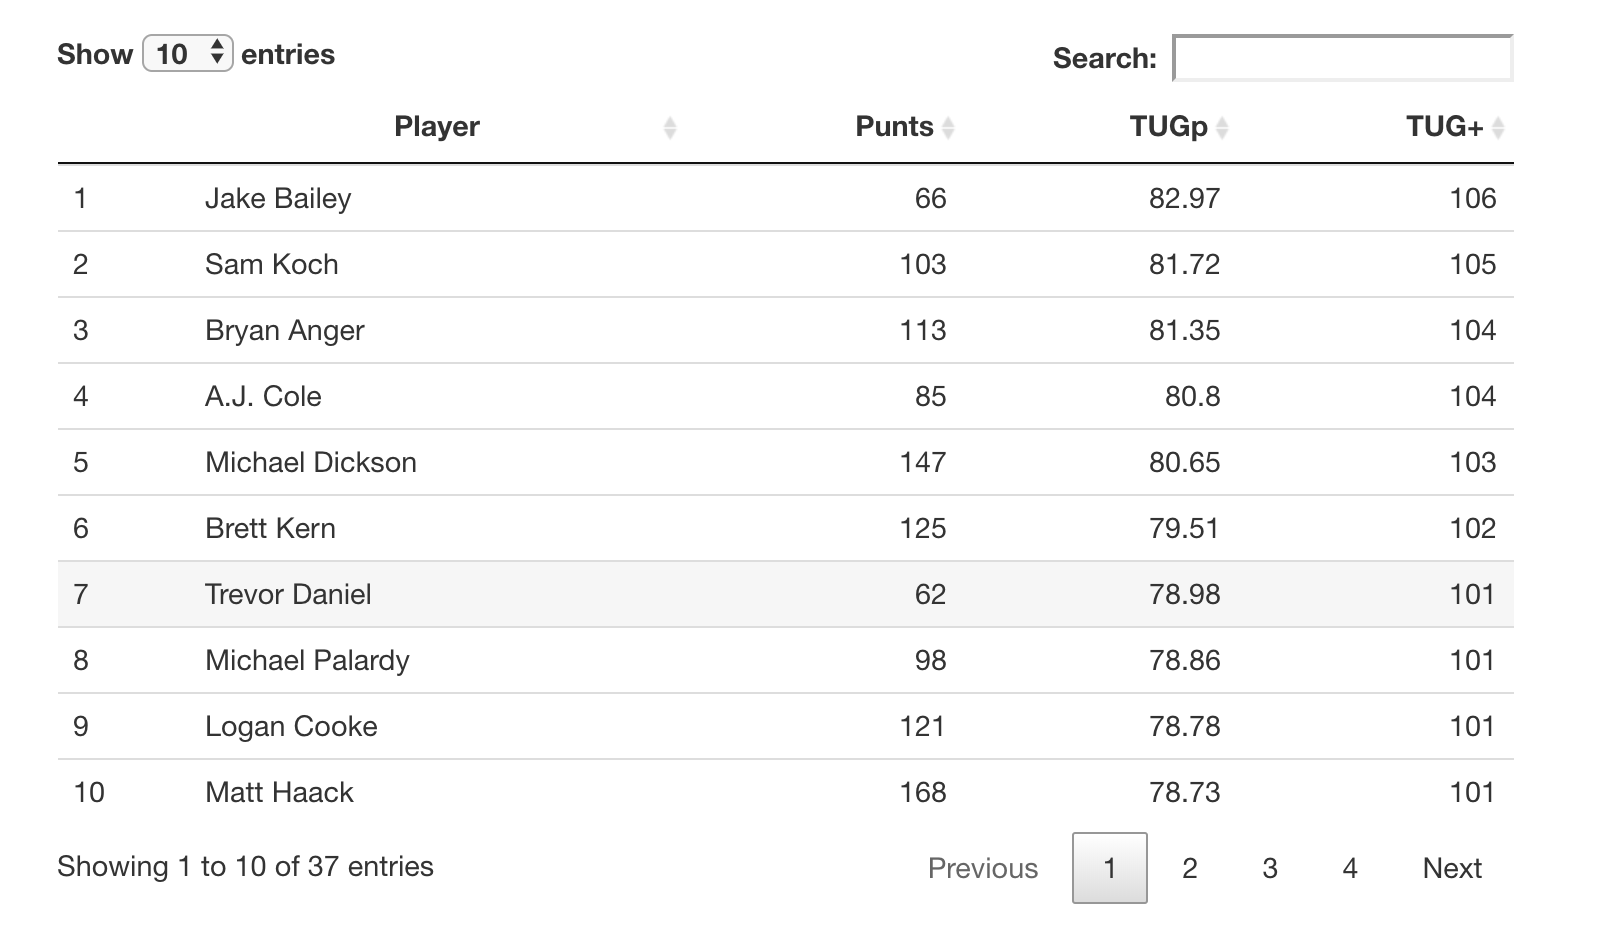 Show 10 entries Search:
Player Punts TUGp TUG+
1 Jake Bailey 66 82.97 106
2 Sam Koch 103 81.72 105
3 Bryan Anger 113 81.35 104
4 A.J. Cole 85 80.8 104
5 Michael Dickson 147 80.65 103
6 Brett Kern 125 79.51 102
7 Trevor Daniel 62 78.98 101
8 Michael Palardy 98 78.86 101
9 Logan Cooke 121 78.78 101
10 Matt Haack 168 78.73 101
Showing 1 to 10 of 37 entries Previous 1 2 3 4 Next